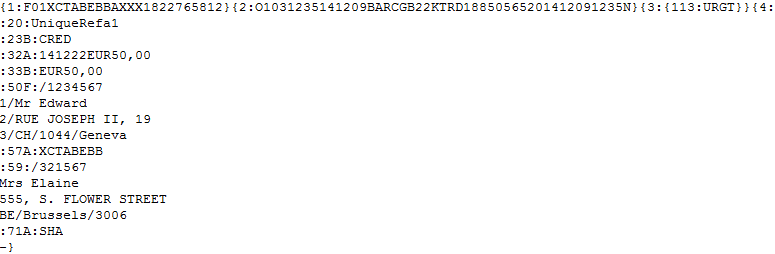 {1:F01XCTABEBBAXXX1822765812}{2:O1031235141209BARCGB22KTRD18850565201412091235N}{3:{113:URGT}}{4:
:20:UniqueRefa1
:23B:CRED
:32A:141222EUR50,00
:33B:EUR50,00
:50F:/1234567
1/Mr Edward
2/RUE JOSEPH II, 19
3/CH/1044/Geneva
:57A:XCTABEBB
:59:/321567
Mrs Elaine
555, S. FLOWER STREET
BE/Brussels/3006
:71A:SHA
-}